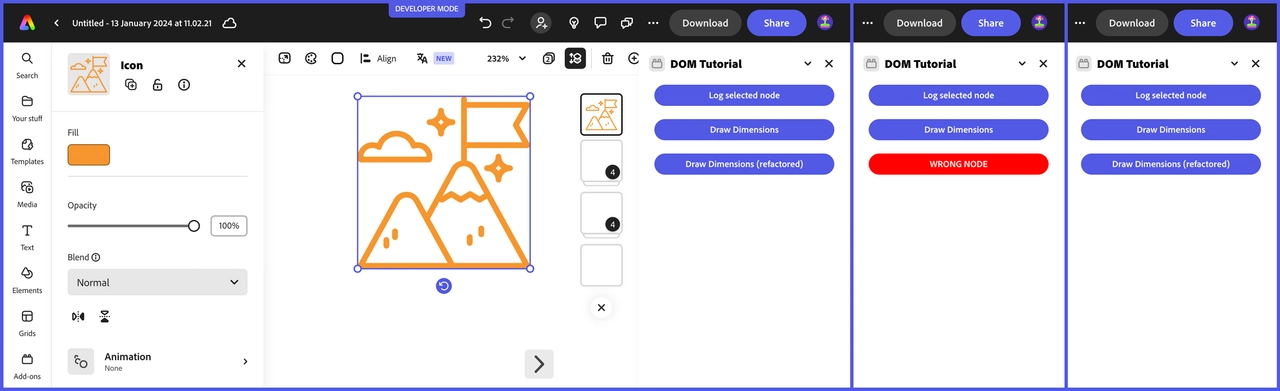 DEVELOPER MODE
Untitled - 13 January 2024 at 11.02.21
Download
Share
Search
Your stuff
Templates
Media
Text
Elements
Grids
Add-ons
Icon
Fill
Opacity
100%
Blend
Normal
Animation
None
Align
NEW
232%
2
4
4
DOM Tutorial
Log selected node
Draw Dimensions
Draw Dimensions (refactored)
Download
Share
DOM Tutorial
Log selected node
Draw Dimensions
WRONG NODE
Download
Share
DOM Tutorial
Log selected node
Draw Dimensions
Draw Dimensions (refactored)